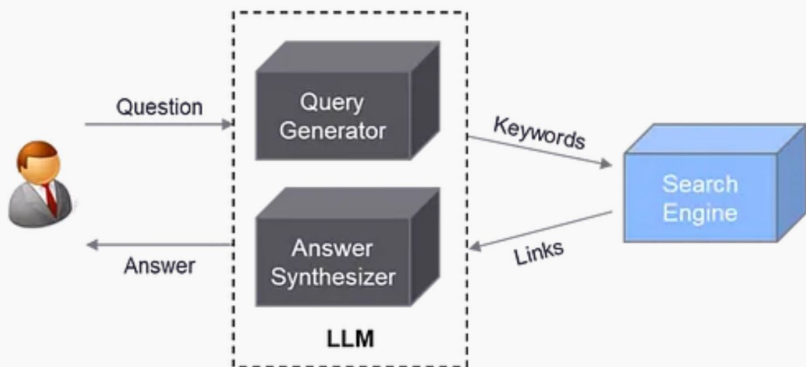 Question
Query
Generator
Keywords
Search
Engine
Links
Answer
Synthesizer
Answer
LLM